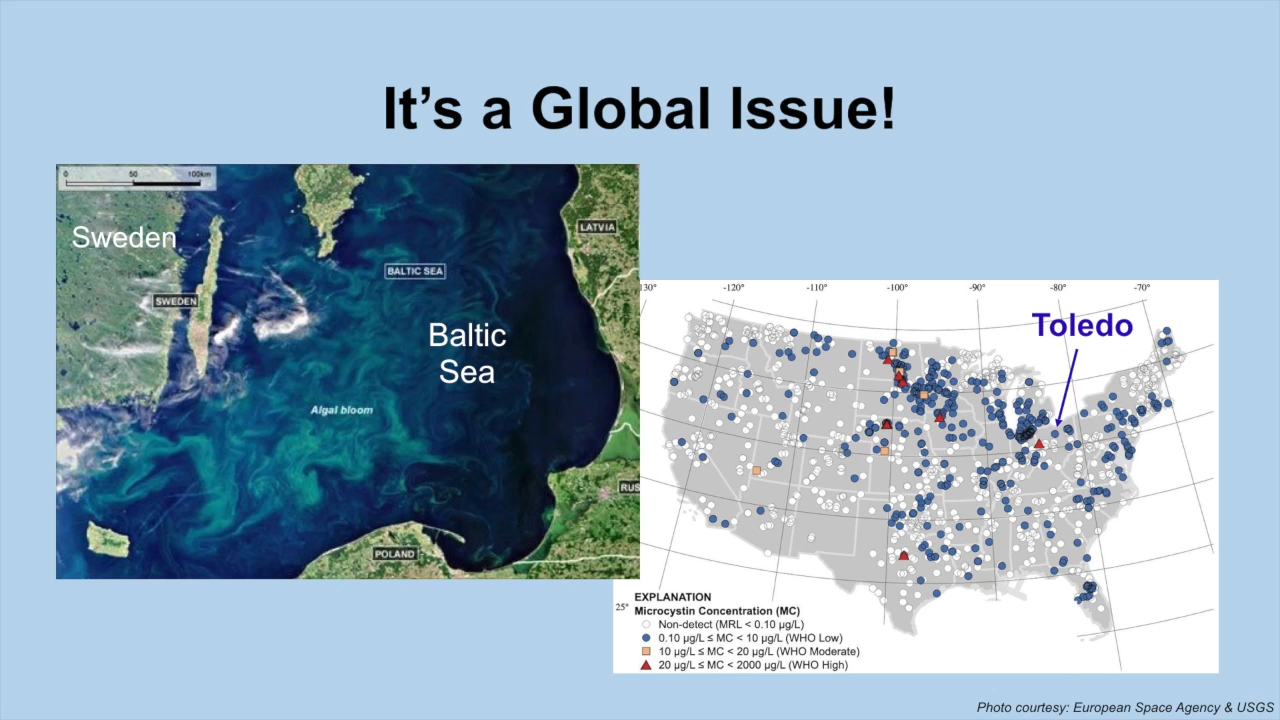 It’s a Global Issue!
0 50 100km
Sweden
SWEDEN
LATVIA
BALTIC SEA
Baltic
Sea
Algal bloom
RUS
POLAND
130° -120° -110° -100° -90° -80° -70°
Toledo
25°
EXPLANATION
Microcystin Concentration (MC)
Non-detect (MRL < 0.10 µg/L)
0.10 µg/L ≤ MC < 10 µg/L (WHO Low)
10 µg/L ≤ MC < 20 µg/L (WHO Moderate)
20 µg/L ≤ MC < 2000 µg/L (WHO High)
Photo courtesy: European Space Agency & USGS